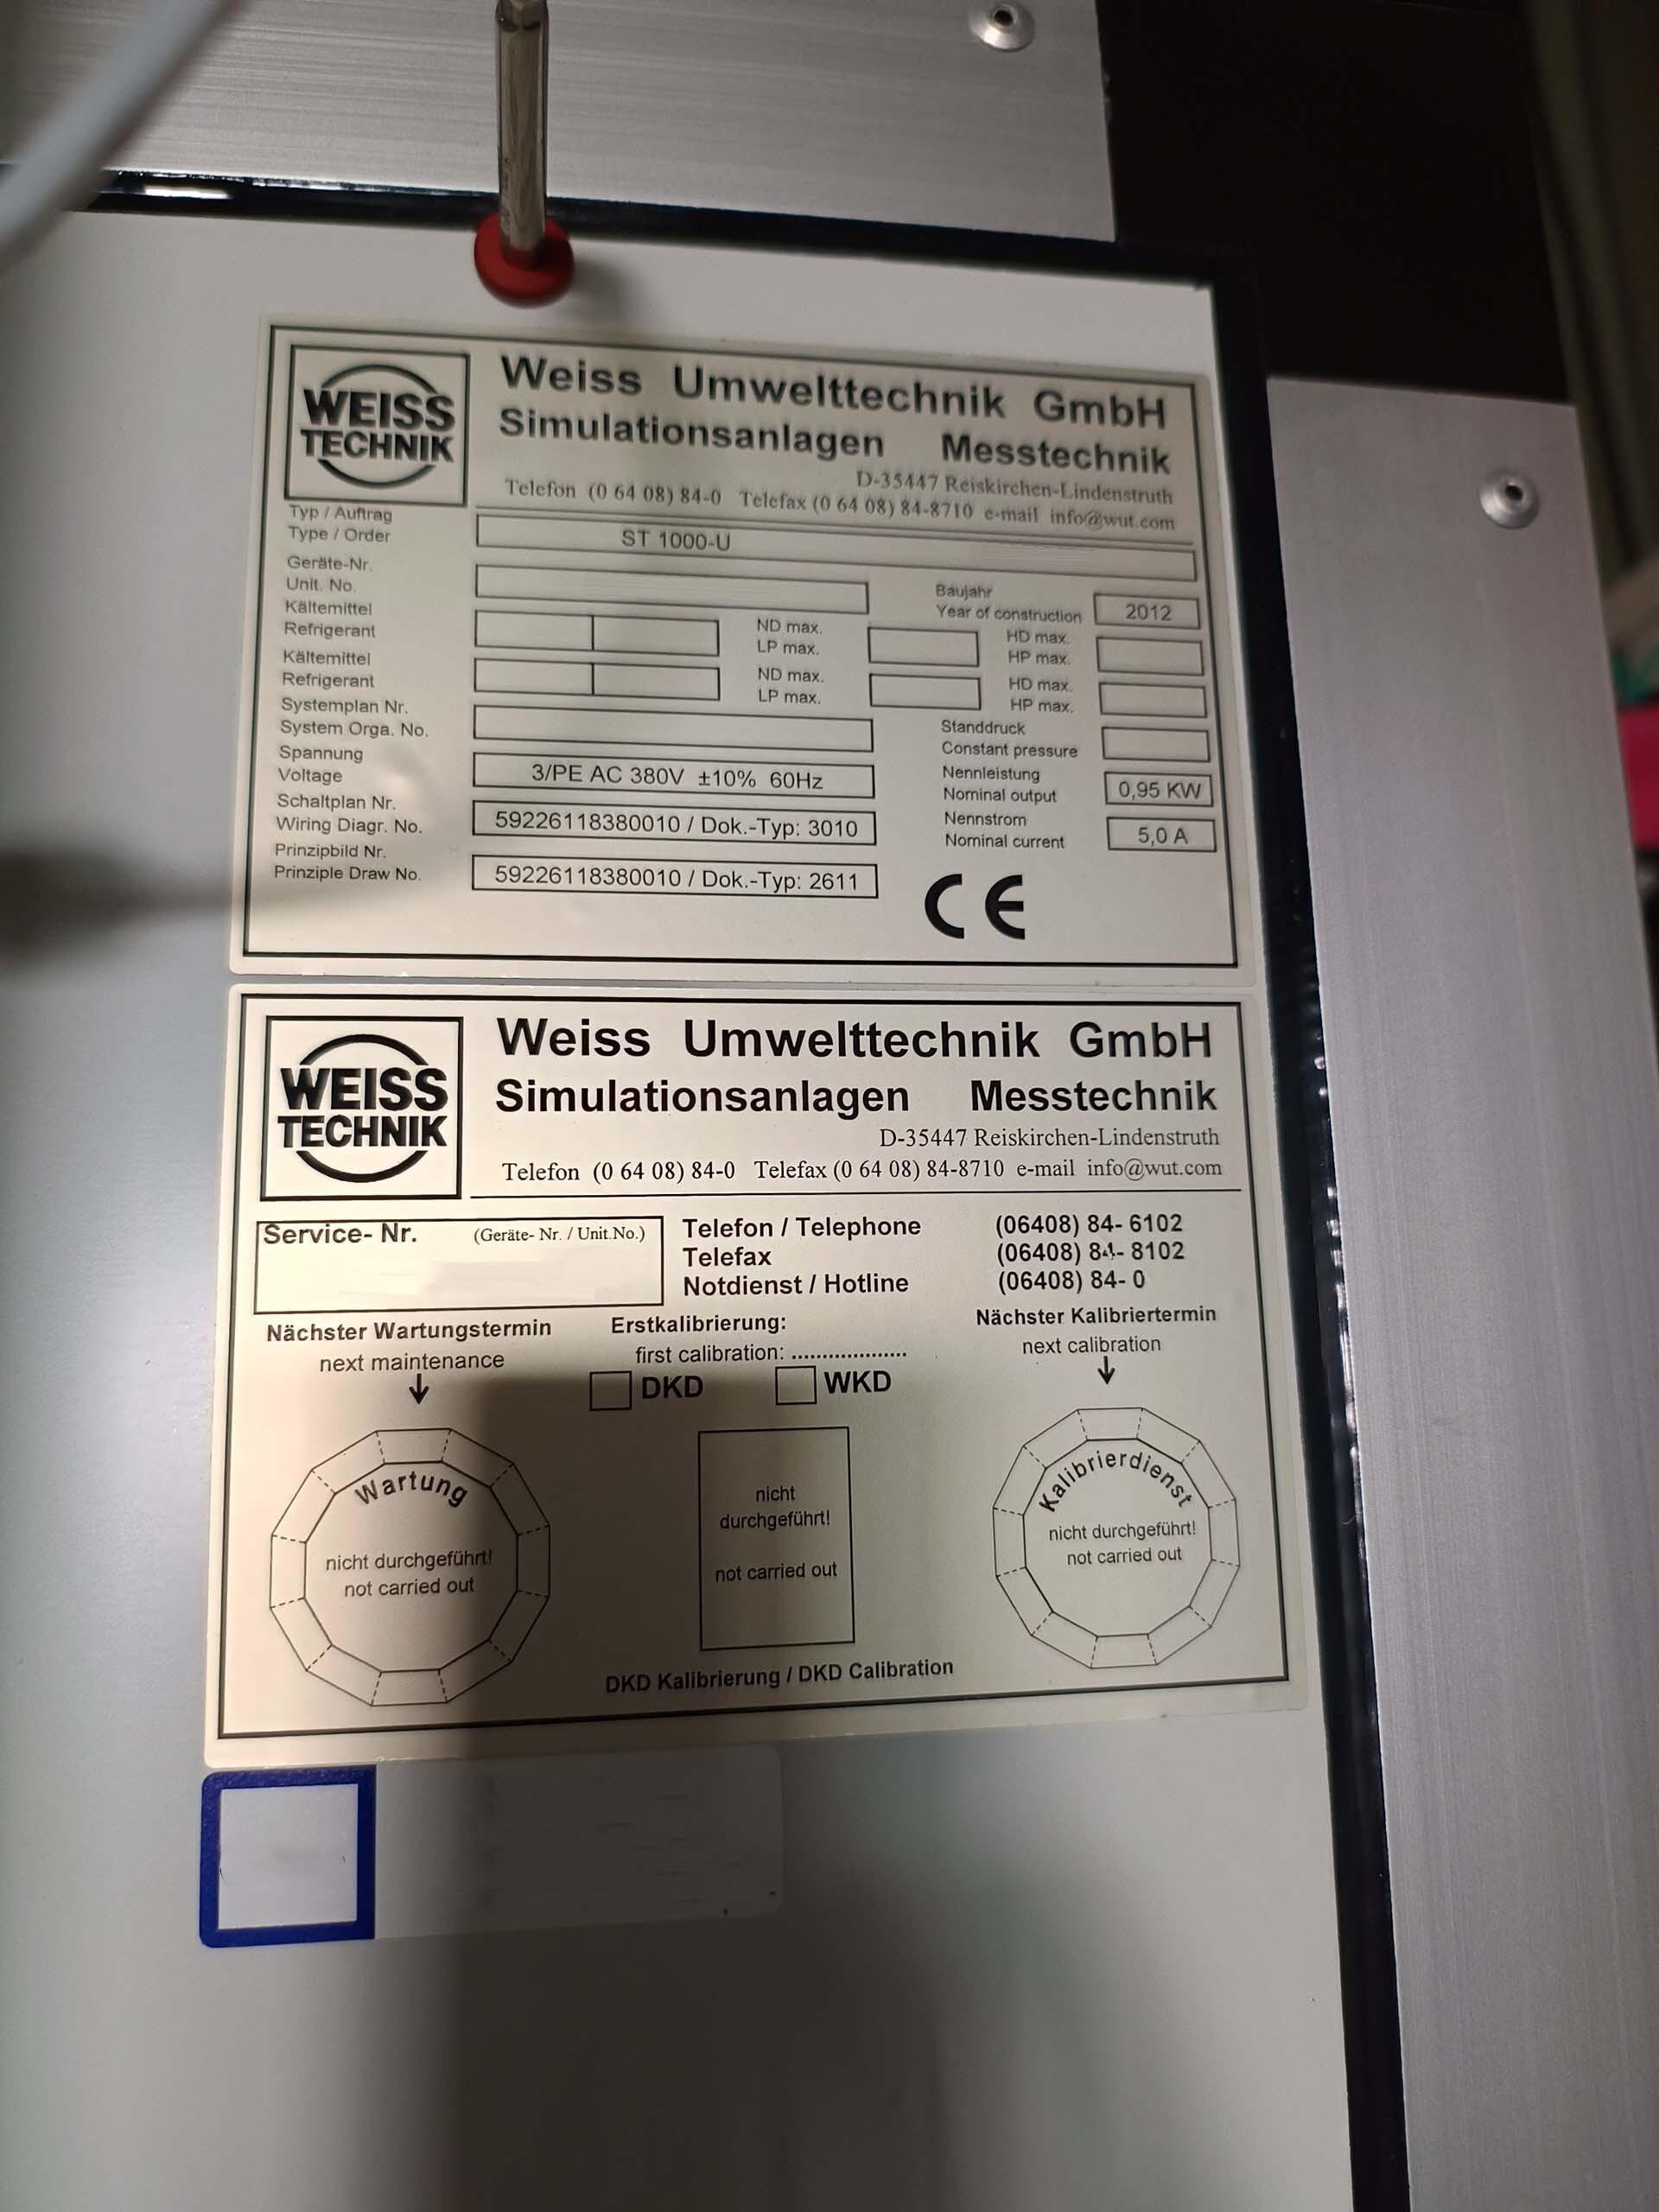 WEISS
TECHNIK
Weiss Umwelttechnik GmbH
Simulationsanlagen Messtechnik
D-35447 Reiskirchen-Lindenstruth
Telefon (0 64 08) 84-0 Telefax (0 64 08) 84-8710 e-mail info@wut.com
Typ / Auftrag
Type / Order
ST 1000-U
Geräte-Nr.
Unit. No.
Baujahr
Year of construction
2012
Kältemittel
Refrigerant
ND max.
LP max.
HD max.
HP max.
Kältemittel
Refrigerant
ND max.
LP max.
HD max.
HP max.
Systemplan Nr.
System Orga. No.
Standdruck
Constant pressure
Spannung
Voltage
3/PE AC 380V ±10% 60Hz
Nennleistung
Nominal output
0,95 KW
Schaltplan Nr.
Wiring Diagr. No.
59226118380010 / Dok.-Typ: 3010
Nennstrom
Nominal current
5,0 A
Prinzipbild Nr.
Prinziple Draw No.
59226118380010 / Dok.-Typ: 2611
CE
WEISS
TECHNIK
Weiss Umwelttechnik GmbH
Simulationsanlagen Messtechnik
D-35447 Reiskirchen-Lindenstruth
Telefon (0 64 08) 84-0 Telefax (0 64 08) 84-8710 e-mail info@wut.com
Service- Nr. (Geräte- Nr. / Unit.No.)
Telefon / Telephone (06408) 84- 6102
Telefax (06408) 84- 8102
Notdienst / Hotline (06408) 84- 0
Nächster Wartungstermin
next maintenance
Erstkalibrierung:
first calibration: ....................
DKD WKD
Nächster Kalibriertermin
next calibration
Wartung
nicht durchgeführt!
not carried out
nicht
durchgeführt!
not carried out
Kalibrierdienst
nicht durchgeführt!
not carried out
DKD Kalibrierung / DKD Calibration